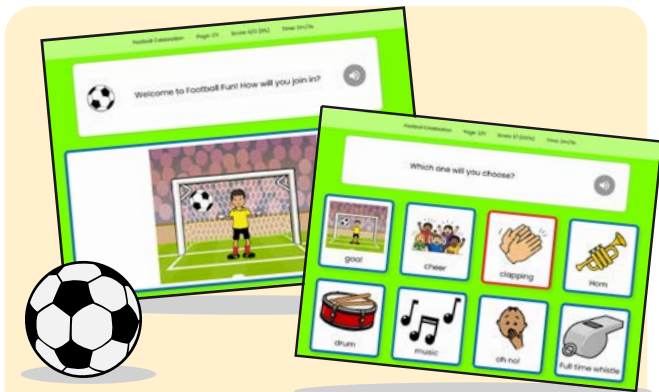 Football Celebration
Welcome to Football Fun! How will you join in?
Football Celebration
Which one will you choose?
goal
cheer
clapping
Horn
drum
music
oh no!
Full time whistle